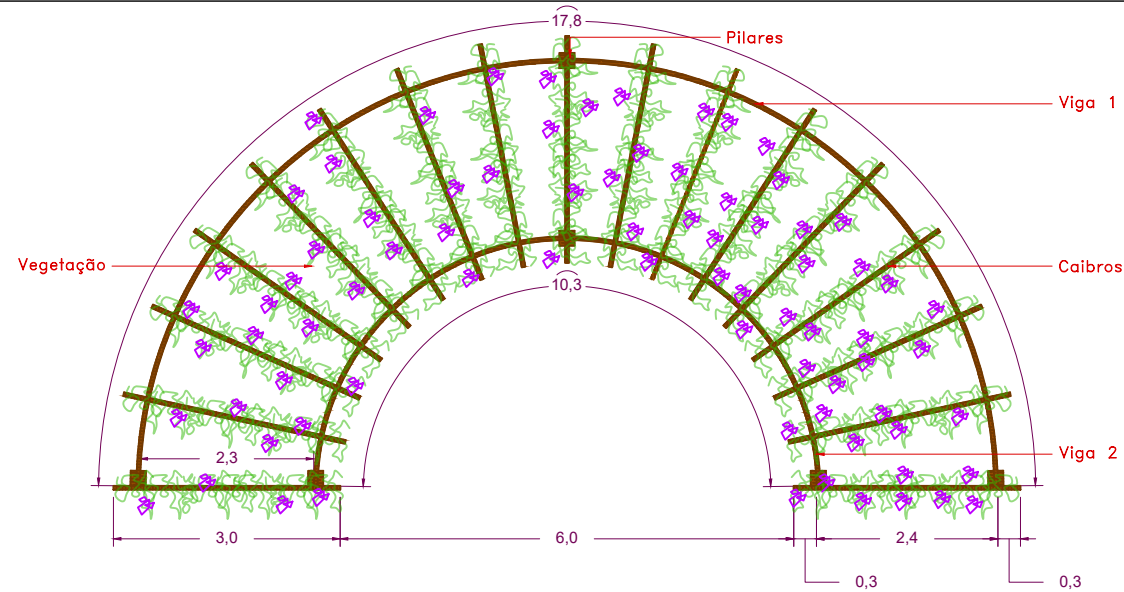 17,8
Pilares
Viga 1
Vegetação
Caibros
10,3
2,3
Viga 2
3,0
6,0
2,4
0,3
0,3